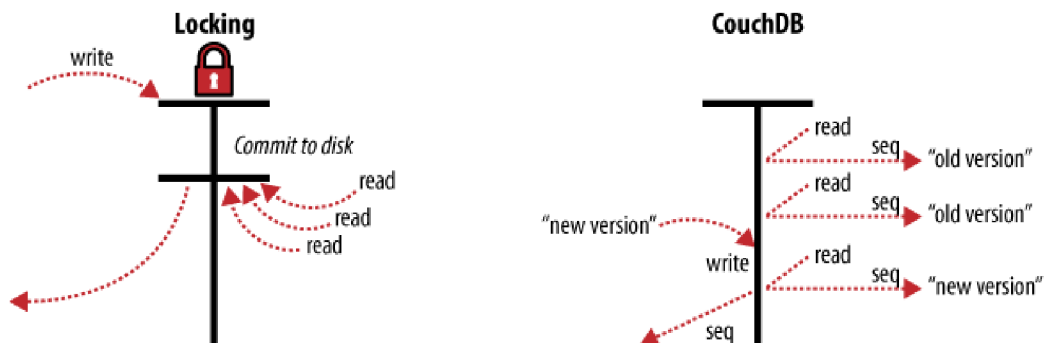 Locking
write
Commit to disk
read
read
read
CouchDB
read
seq
“old version”
read
seq
“old version”
“new version”
write
read
seq
“new version”
seq